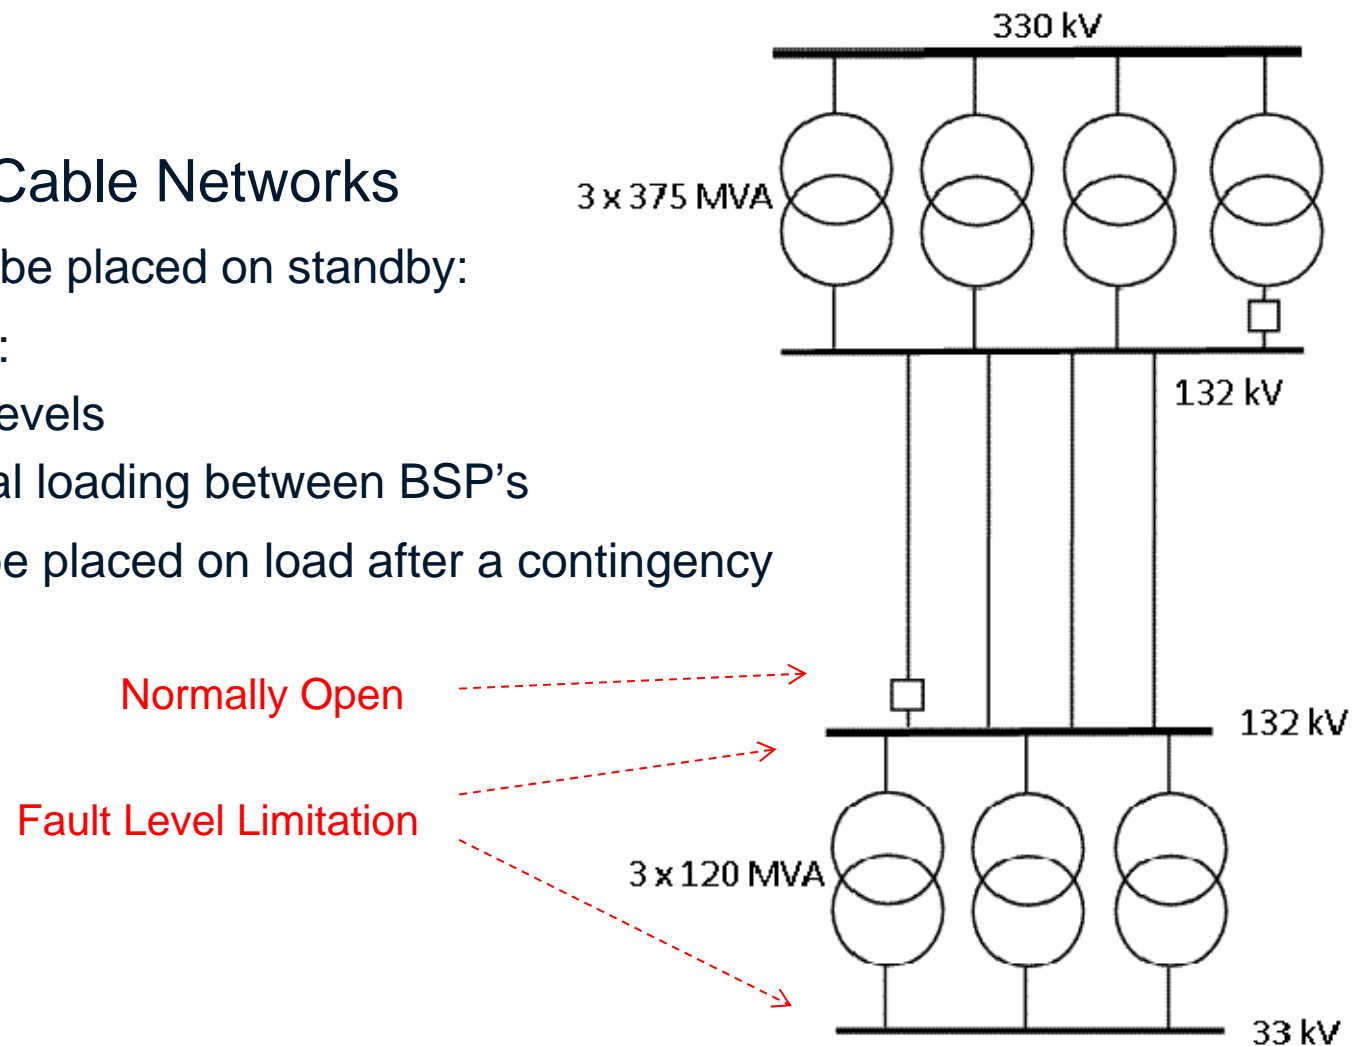 330 kV
Cable Networks
3 x 375 MVA
be placed on standby:
:
evels
132 kV
al loading between BSP's
be placed on load after a contingency
Normally Open
132 kV
Fault Level Limitation
3 x 120 MVA
33 kV